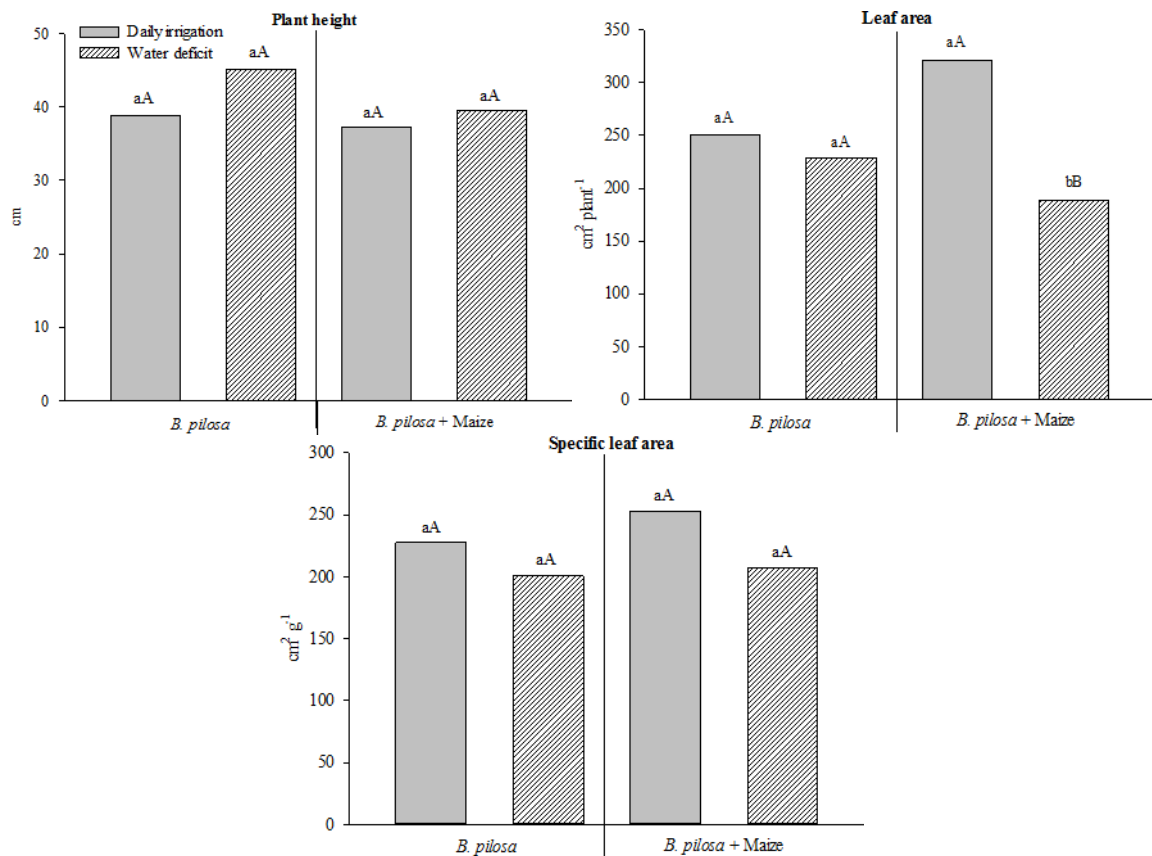 Plant height
Daily irrigation
Water deficit
50
40
30
20
10
0
cm
aA
aA
aA
aA
B. pilosa
B. pilosa + Maize
Leaf area
350
300
250
200
150
100
50
0
cm² plant⁻¹
aA
aA
aA
bB
B. pilosa
B. pilosa + Maize
Specific leaf area
300
250
200
150
100
50
0
cm² g⁻¹
aA
aA
aA
aA
B. pilosa
B. pilosa + Maize